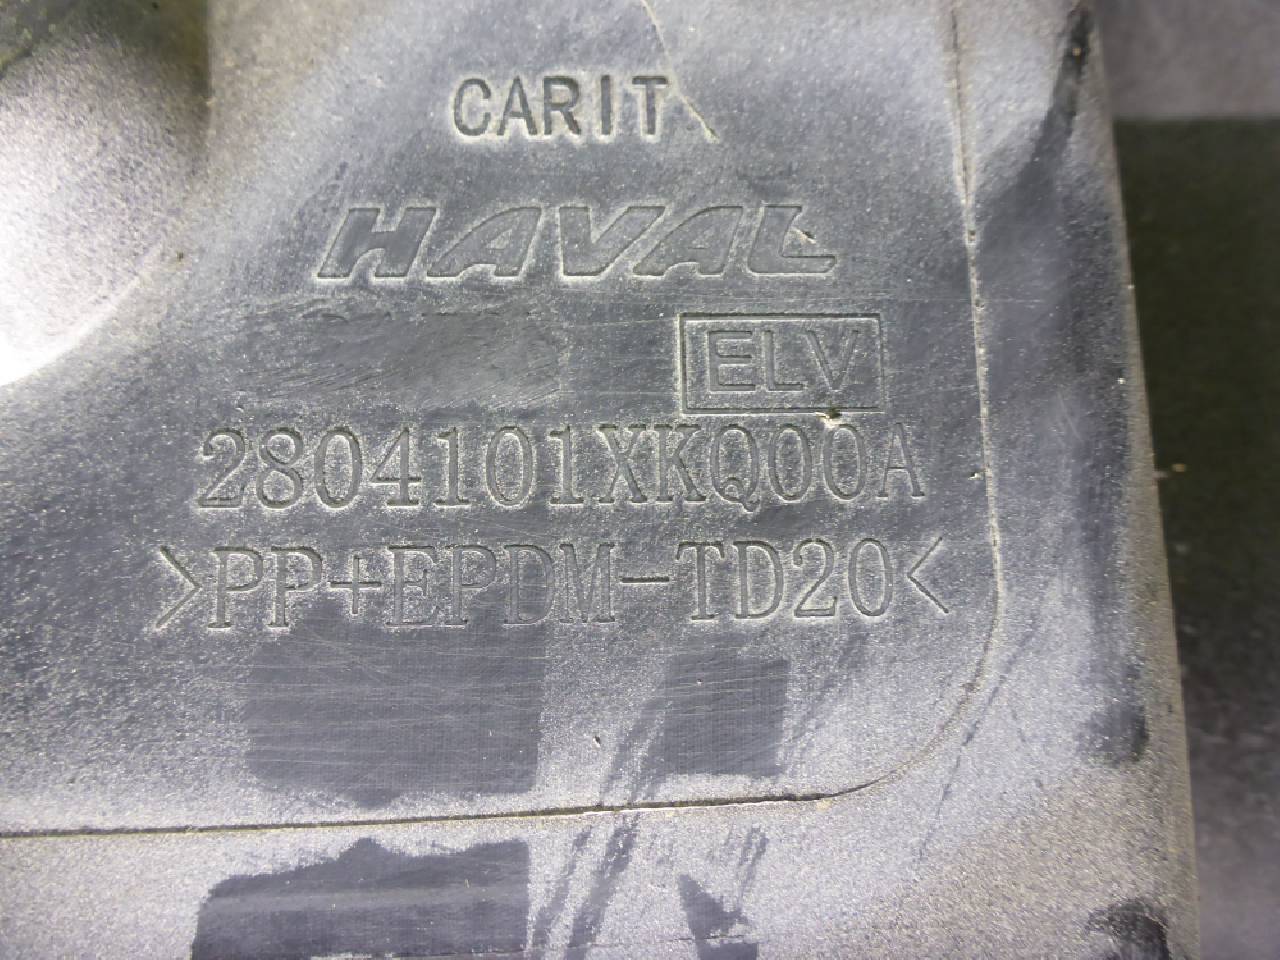 CARIT
HAVAL
ELV
2804101XKQ00A
>PP+EPDM-TD20<